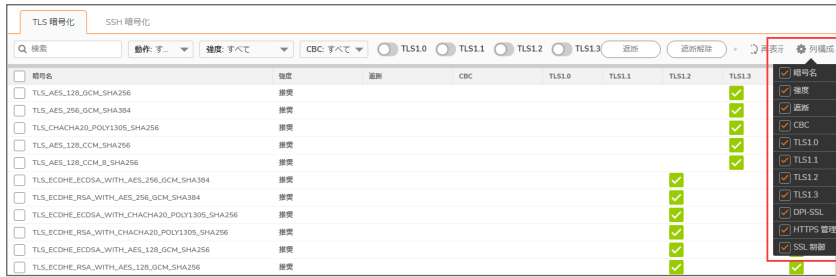 TLS 暗号化 SSH 暗号化
検索 動作: す... 強度: すべて CBC: すべて TLS1.0 TLS1.1 TLS1.2 TLS1.3 遮断 遮断解除 再表示 列構成
暗号名 強度 遮断 CBC TLS1.0 TLS1.1 TLS1.2 TLS1.3
TLS_AES_128_GCM_SHA256 推奨
TLS_AES_256_GCM_SHA384 推奨
TLS_CHACHA20_POLY1305_SHA256 推奨
TLS_AES_128_CCM_SHA256 推奨
TLS_AES_128_CCM_8_SHA256 推奨
TLS_ECDHE_ECDSA_WITH_AES_256_GCM_SHA384 推奨
TLS_ECDHE_RSA_WITH_AES_256_GCM_SHA384 推奨
TLS_ECDHE_ECDSA_WITH_CHACHA20_POLY1305_SHA256 推奨
TLS_ECDHE_RSA_WITH_CHACHA20_POLY1305_SHA256 推奨
TLS_ECDHE_ECDSA_WITH_AES_128_GCM_SHA256 推奨
TLS_ECDHE_RSA_WITH_AES_128_GCM_SHA256 推奨
暗号名
強度
遮断
CBC
TLS1.0
TLS1.1
TLS1.2
TLS1.3
DPI-SSL
HTTPS 管理
SSL 制御